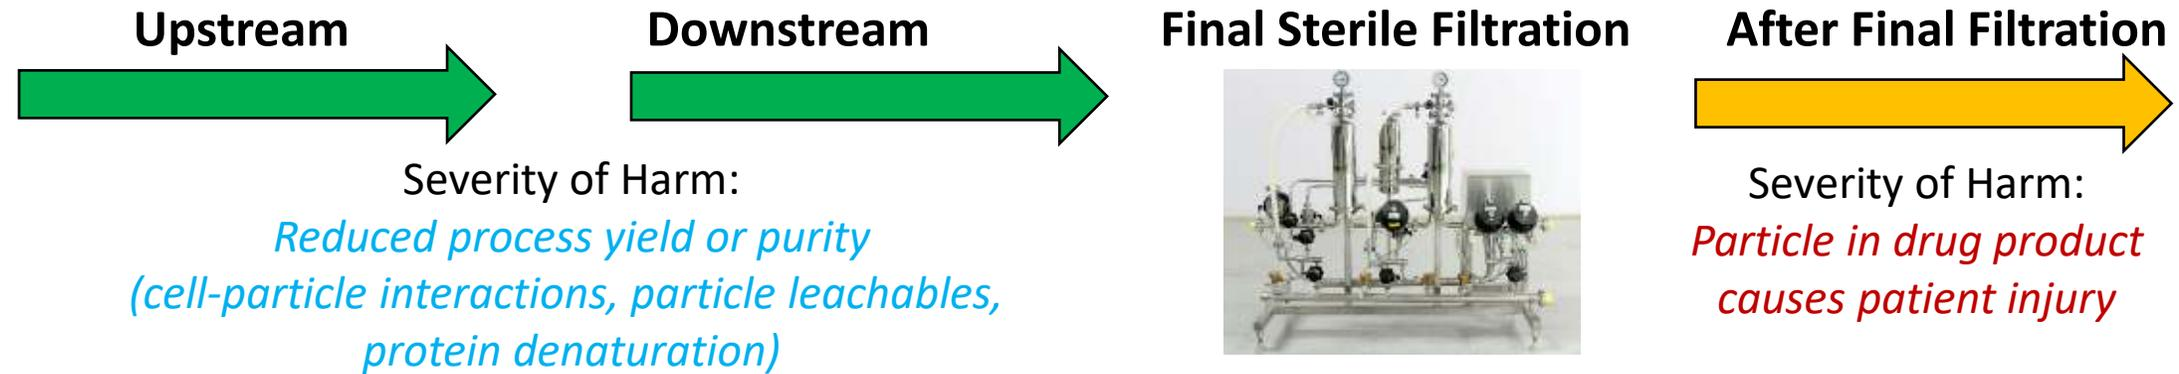 Upstream
Downstream
Final Sterile Filtration
After Final Filtration
Severity of Harm:
Reduced process yield or purity
(cell-particle interactions, particle leachables,
protein denaturation)
Severity of Harm:
Particle in drug product
causes patient injury